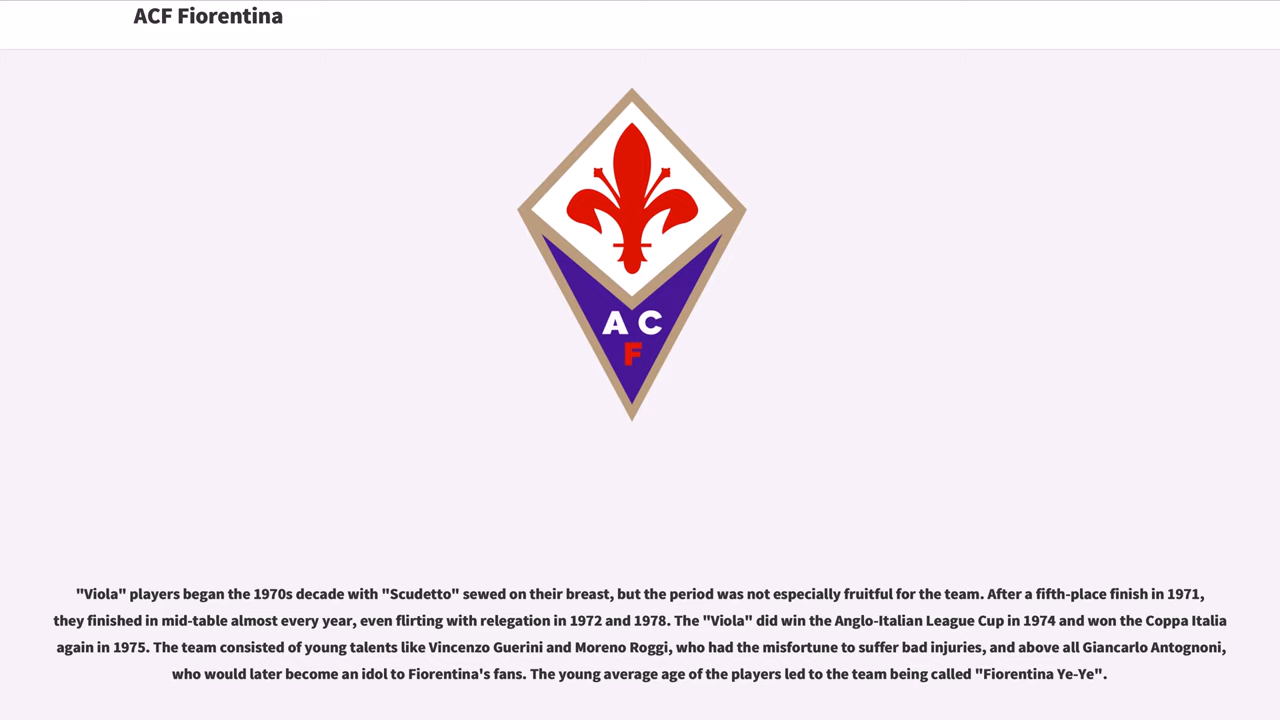 ACF Fiorentina
A C
F
"Viola" players began the 1970s decade with "Scudetto" sewed on their breast, but the period was not especially fruitful for the team. After a fifth-place finish in 1971,
they finished in mid-table almost every year, even flirting with relegation in 1972 and 1978. The "Viola" did win the Anglo-Italian League Cup in 1974 and won the Coppa Italia
again in 1975. The team consisted of young talents like Vincenzo Guerini and Moreno Roggi, who had the misfortune to suffer bad injuries, and above all Giancarlo Antognoni,
who would later become an idol to Fiorentina's fans. The young average age of the players led to the team being called "Fiorentina Ye-Ye".